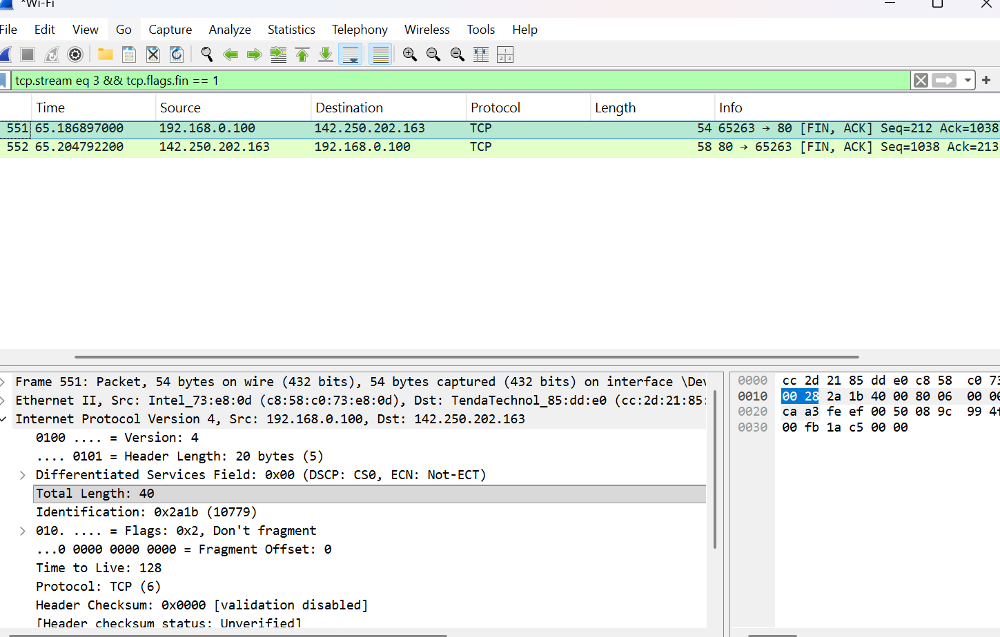 *Wi-Fi
File Edit View Go Capture Analyze Statistics Telephony Wireless Tools Help
tcp.stream eq 3 && tcp.flags.fin == 1
Time Source Destination Protocol Length Info
551 65.186897000 192.168.0.100 142.250.202.163 TCP 54 65263 → 80 [FIN, ACK] Seq=212 Ack=1038
552 65.204792200 142.250.202.163 192.168.0.100 TCP 58 80 → 65263 [FIN, ACK] Seq=1038 Ack=213
Frame 551: Packet, 54 bytes on wire (432 bits), 54 bytes captured (432 bits) on interface \Dev
Ethernet II, Src: Intel_73:e8:0d (c8:58:c0:73:e8:0d), Dst: TendaTechnol_85:dd:e0 (cc:2d:21:85:
Internet Protocol Version 4, Src: 192.168.0.100, Dst: 142.250.202.163
0100 .... = Version: 4
.... 0101 = Header Length: 20 bytes (5)
Differentiated Services Field: 0x00 (DSCP: CS0, ECN: Not-ECT)
Total Length: 40
Identification: 0x2a1b (10779)
010. .... = Flags: 0x2, Don't fragment
...0 0000 0000 0000 = Fragment Offset: 0
Time to Live: 128
Protocol: TCP (6)
Header Checksum: 0x0000 [validation disabled]
[Header checksum status: Unverified]
0000 cc 2d 21 85 dd e0 c8 58 c0 73
0010 00 28 2a 1b 40 00 80 06 00 00
0020 ca a3 fe ef 00 50 08 9c 99 4f
0030 00 fb 1a c5 00 00